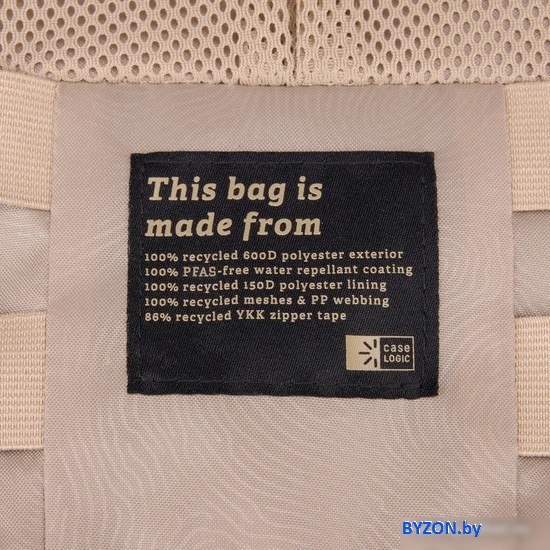 This bag is
made from
100% recycled 600D polyester exterior
100% PFAS-free water repellant coating
100% recycled 150D polyester lining
100% recycled meshes & PP webbing
86% recycled YKK zipper tape
case
LOGIC
BYZON.by